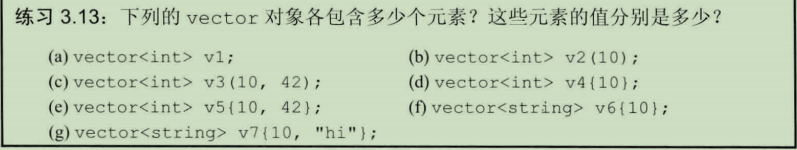 练习 3.13：下列的 vector 对象各包含多少个元素？这些元素的值分别是多少？
(a) vector<int> v1; (b) vector<int> v2(10);
(c) vector<int> v3(10, 42); (d) vector<int> v4{10};
(e) vector<int> v5{10, 42}; (f) vector<string> v6{10};
(g) vector<string> v7{10, "hi"};